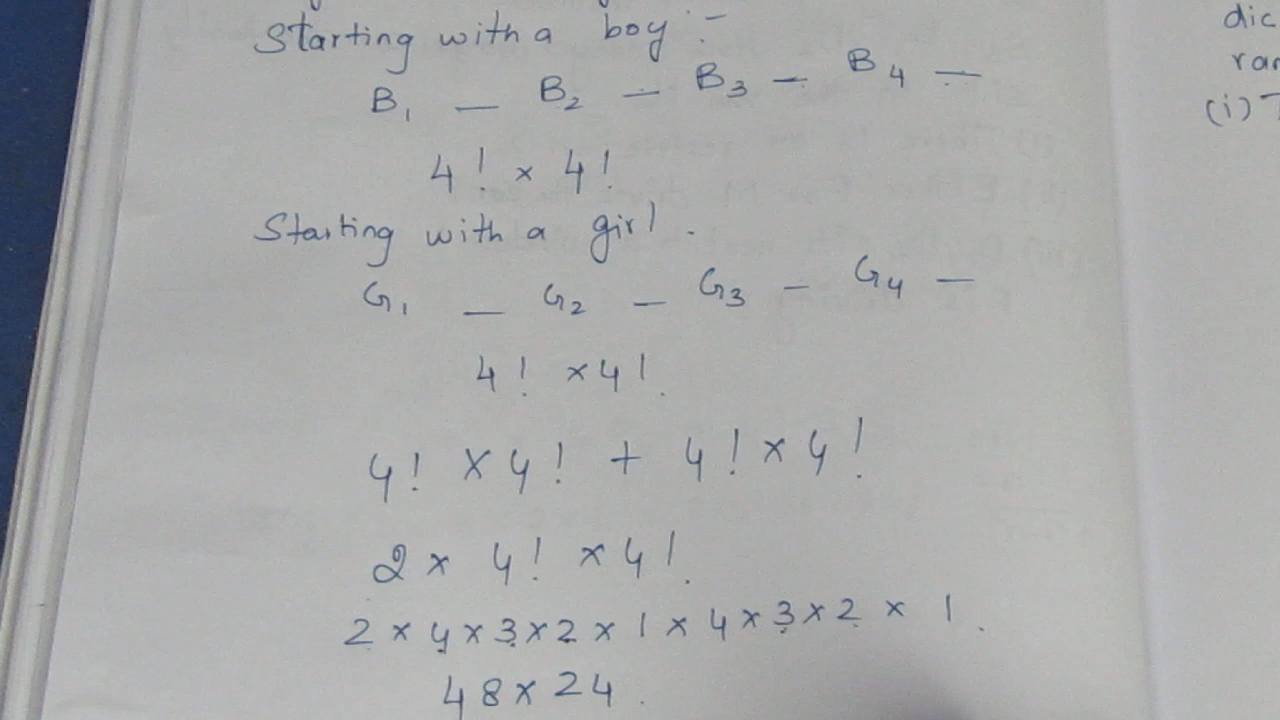 Starting with a boy :-
B₁ _ B₂ _ B₃ _ B₄ _
4! × 4!
Starting with a girl.
G₁ _ G₂ _ G₃ _ G₄ _
4! × 4!.
4! × 4! + 4! × 4!
2 × 4! × 4!.
2 × 4 × 3 × 2 × 1 × 4 × 3 × 2 × 1.
48 × 24.
(i)